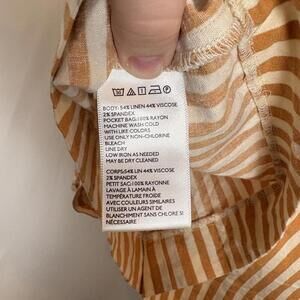 BODY: 54% LINEN 44% VISCOSE
2% SPANDEX
POCKET BAG:100% RAYON
MACHINE WASH COLD
WITH LIKE COLORS
USE ONLY NON-CHLORINE
BLEACH
LINE DRY
LOW IRON AS NEEDED
MAY BE DRY CLEANED
CORPS:54% LIN 44% VISCOSE
2% SPANDEX
PETIT SAG:100% RAYONNE
LAVAGE À LAMAIN À
TEMPÉRATURE FROIDE
AVEC COULEURS SIMILAIRES
UTILISER UN AGENT DE
BLANCHIMENT SANS CHLORE SI
NÉCESSAIRE